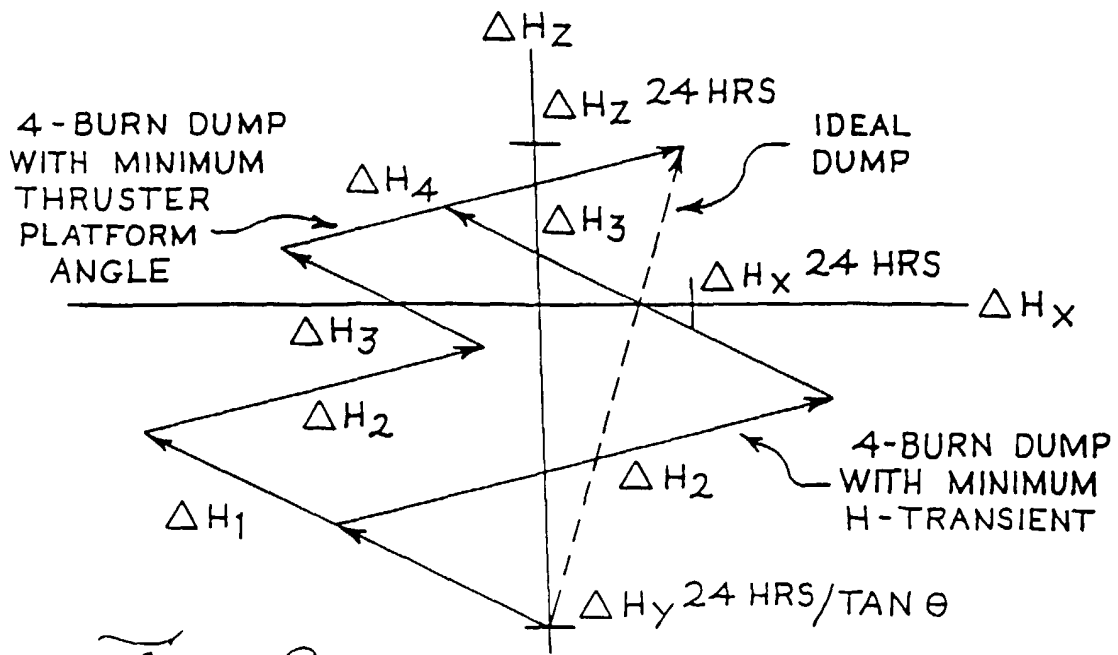 ΔHZ
ΔHZ 24 HRS
4-BURN DUMP
WITH MINIMUM
THRUSTER
PLATFORM
ANGLE
IDEAL
DUMP
ΔH4
ΔH3
ΔHX 24 HRS
ΔHX
ΔH3
ΔH2
4-BURN DUMP
WITH MINIMUM
H-TRANSIENT
ΔH2
ΔH1
ΔHY 24 HRS/TAN θ